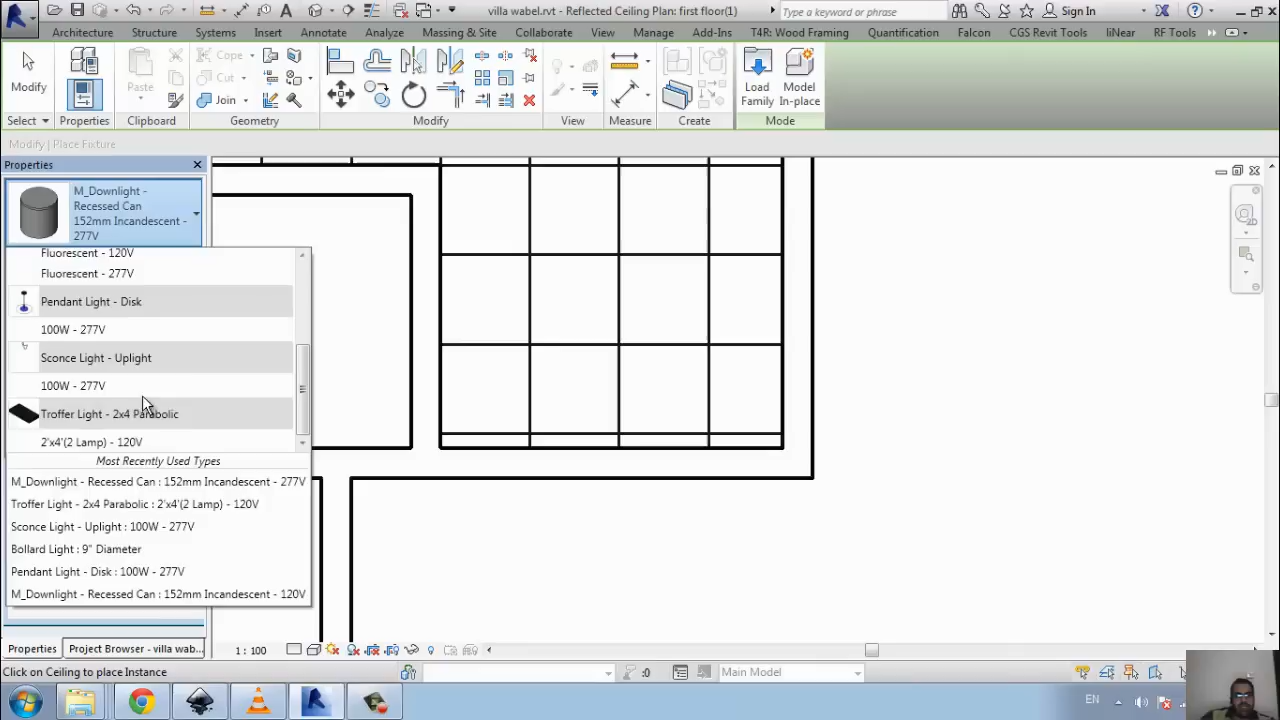 villa wabel.rvt - Reflected Ceiling Plan: first floor(1)
Type a keyword or phrase
Sign In
Architecture Structure Systems Insert Annotate Analyze Massing & Site Collaborate View Manage Add-Ins T4R: Wood Framing Quantification Falcon CGS Revit Tools liNear RF Tools
Modify
Paste
Cope
Cut
Join
Load Family
Model In-place
Select Properties Clipboard Geometry Modify View Measure Create Mode
Modify | Place Fixture
Properties
M_Downlight -
Recessed Can
152mm Incandescent -
277V
Fluorescent - 120V
Fluorescent - 277V
Pendant Light - Disk
100W - 277V
Sconce Light - Uplight
100W - 277V
Troffer Light - 2x4 Parabolic
2'x4'(2 Lamp) - 120V
Most Recently Used Types
M_Downlight - Recessed Can : 152mm Incandescent - 277V
Troffer Light - 2x4 Parabolic : 2'x4'(2 Lamp) - 120V
Sconce Light - Uplight : 100W - 277V
Bollard Light : 9" Diameter
Pendant Light - Disk : 100W - 277V
M_Downlight - Recessed Can : 152mm Incandescent - 120V
Properties
Project Browser - villa wab...
1 : 100
Click on Ceiling to place Instance
:0
Main Model
EN
2D